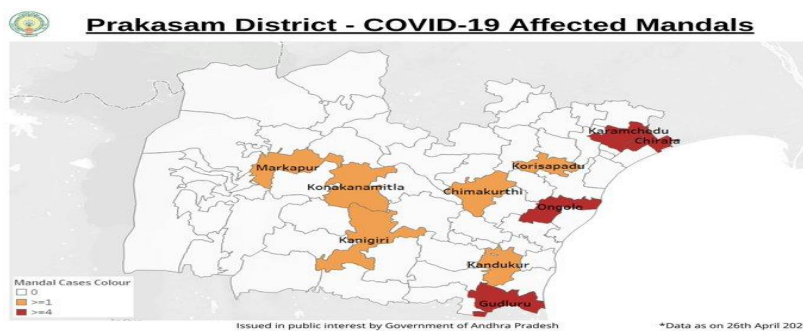 Prakasam District - COVID-19 Affected Mandals
Karamchedu
Chirala
Markapur
Korisapadu
Konakanamitla
Chimakurthi
Ongole
Kanigiri
Kandukur
Gudluru
Mandal Cases Colour
0
>=1
>=4
Issued in public interest by Government of Andhra Pradesh
*Data as on 26th April 202